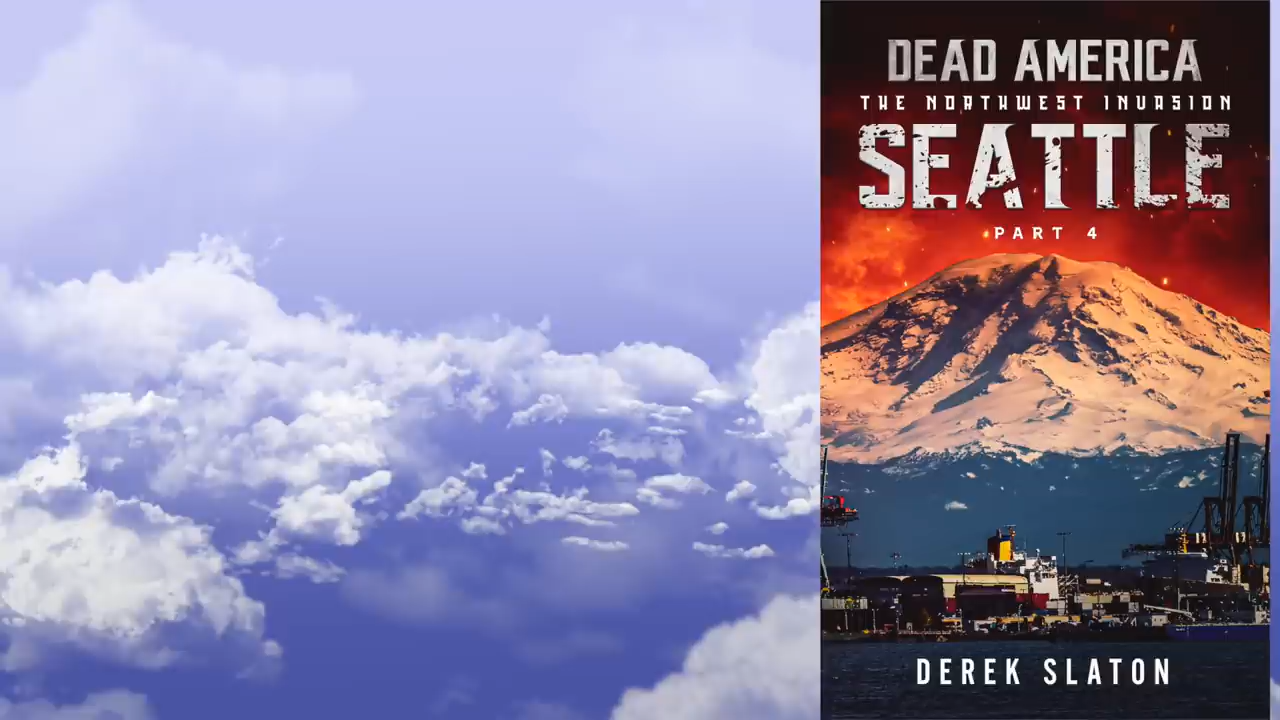 DEAD AMERICA
THE NORTHWEST INVASION
SEATTLE
PART 4
DEREK SLATON